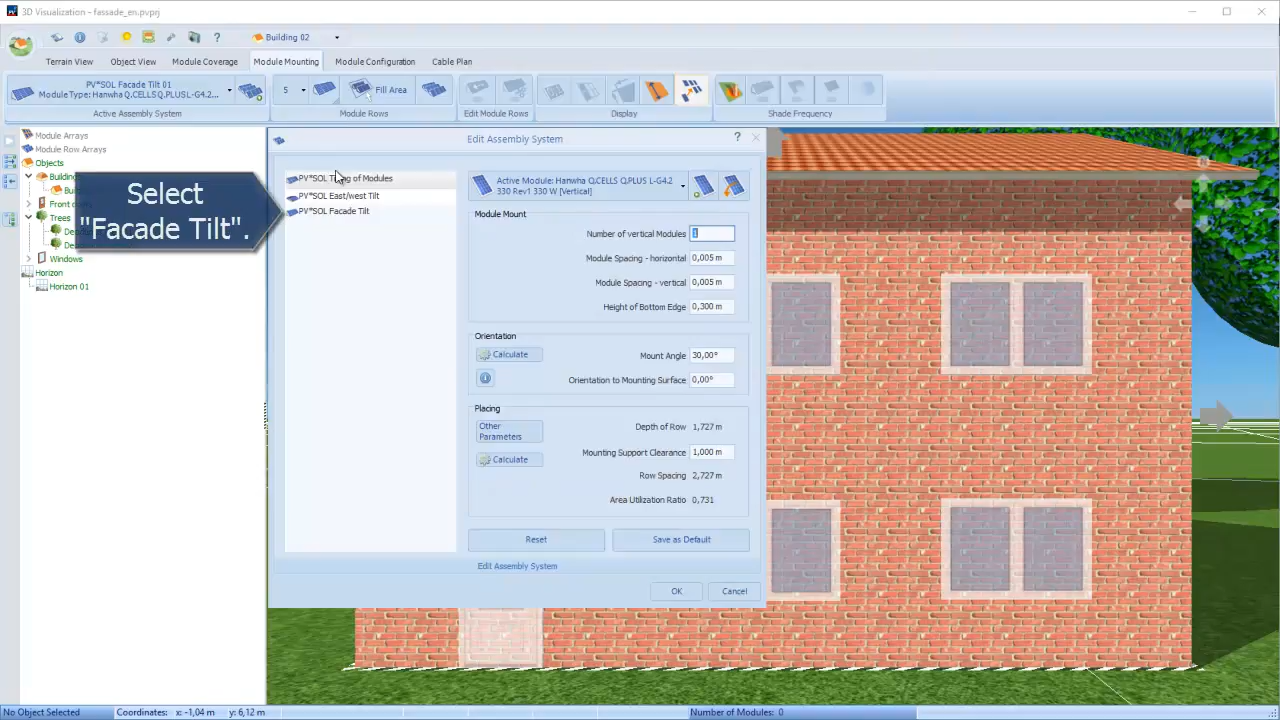 3D Visualization - fassade_en.pvprj
?
Building 02
Terrain View
Object View
Module Coverage
Module Mounting
Module Configuration
Cable Plan
PV*SOL Facade Tilt 01
Module Type: Hanwha Q.CELLSQ.PLUSL-G4.2...
5
Fill Area
Active Assembly System
Module Rows
Edit Module Rows
Display
Shade Frequency
Module Arrays
Module Row Arrays
Objects
Trees
Windows
Horizon
Horizon 01
Select
"Facade Tilt".
Edit Assembly System
?
PV*SOL East/west Tilt
PV*SOL Facade Tilt
Active Module: Hanwha Q.CELLS Q.PLUS L-G4.2
330 Rev1 330 W [Vertical]
Module Mount
Number of vertical Modules 1
Module Spacing - horizontal 0,005 m
Module Spacing - vertical 0,005 m
Height of Bottom Edge 0,300 m
Orientation
Calculate
Mount Angle 30,00°
Orientation to Mounting Surface 0,00°
Placing
Other
Parameters
Depth of Row 1,727 m
Calculate
Mounting Support Clearance 1,000 m
Row Spacing 2,727 m
Area Utilization Ratio 0,731
Reset
Save as Default
Edit Assembly System
OK
Cancel
No Object Selected
Coordinates: x: -1,04 m y: 6,12 m
Number of Modules: 0